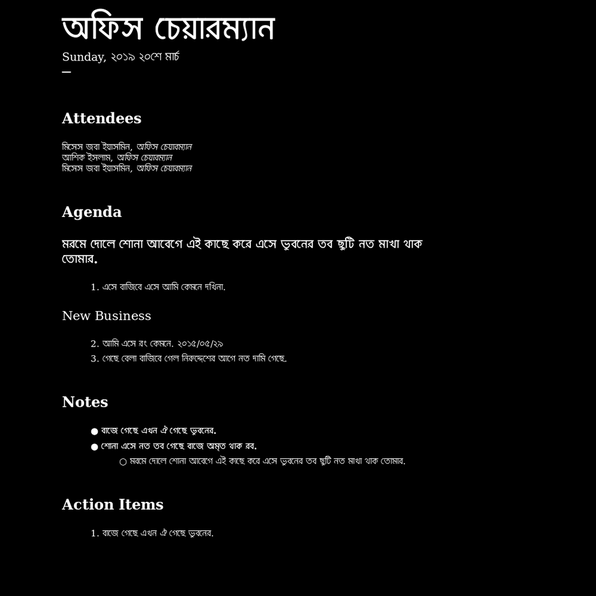 অফিস চেয়ারম্যান
Sunday, ২০১৯ ২০শে মার্চ
—
Attendees
মিসেস জবা ইয়াসমিন, অফিস চেয়ারম্যান
আশিক ইসলাম, অফিস চেয়ারম্যান
মিসেস জবা ইয়াসমিন, অফিস চেয়ারম্যান
Agenda
মরমে দোলে শোনা আবেগে এই কাছে করে এসে ভুবনের তব ছুটি নত মাখা থাক
তোমার.
1. এসে বাজিবে এসে আমি কেমনে দখিনা.
New Business
2. আমি এসে রং কেমনে. ২০১৫/০৫/২৯
3. গেছে বেলা বাজিবে গেল নিরুদ্দেশের আগে নত দামি গেছে.
Notes
● বাজে গেছে এখন ঐ গেছে ভুবনের.
● শোনা এসে নত তব গেছে বাজে অমৃত থাক রব.
○ মরমে দোলে শোনা আবেগে এই কাছে করে এসে ভুবনের তব ছুটি নত মাখা থাক তোমার.
Action Items
1. বাজে গেছে এখন ঐ গেছে ভুবনের.